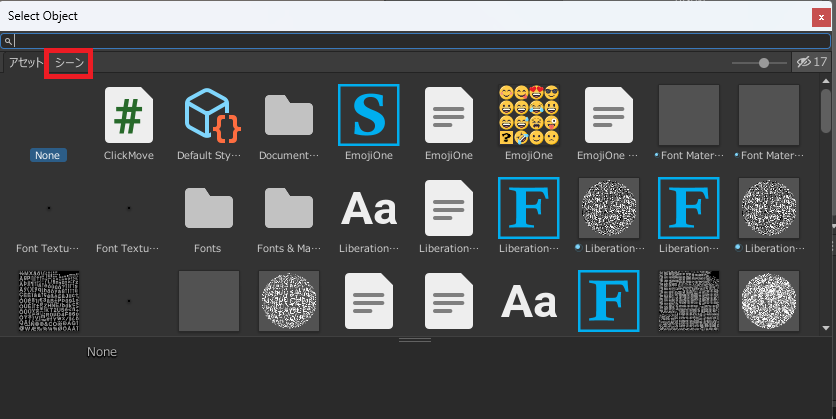 Select Object
x
アセット シーン 17
None ClickMove Default Sty··· Document··· EmojiOne EmojiOne EmojiOne EmojiOne ··· Font Mater··· Font Mater···
Font Textu··· Font Textu··· Fonts Fonts & Ma··· Liberation··· Liberation··· Liberation··· Liberation··· Liberation··· Liberation···
None